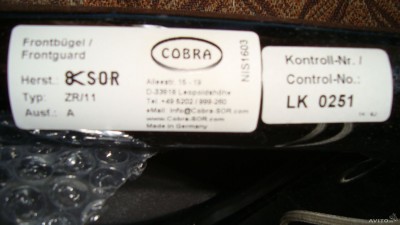 Frontbügel /
Frontguard
Herst: SOR
Typ: ZR/11
Ausf.: A
COBRA
Alleestr. 15 - 19
D-33818 Leopoldshöhe
Tel. +49 5202 / 999 260
eMail: Info@Cobra-SOR.com
www.Cobra-SOR.com
Made in Germany
NIS1603
Kontroll-Nr. /
Control-No.:
LK 0251